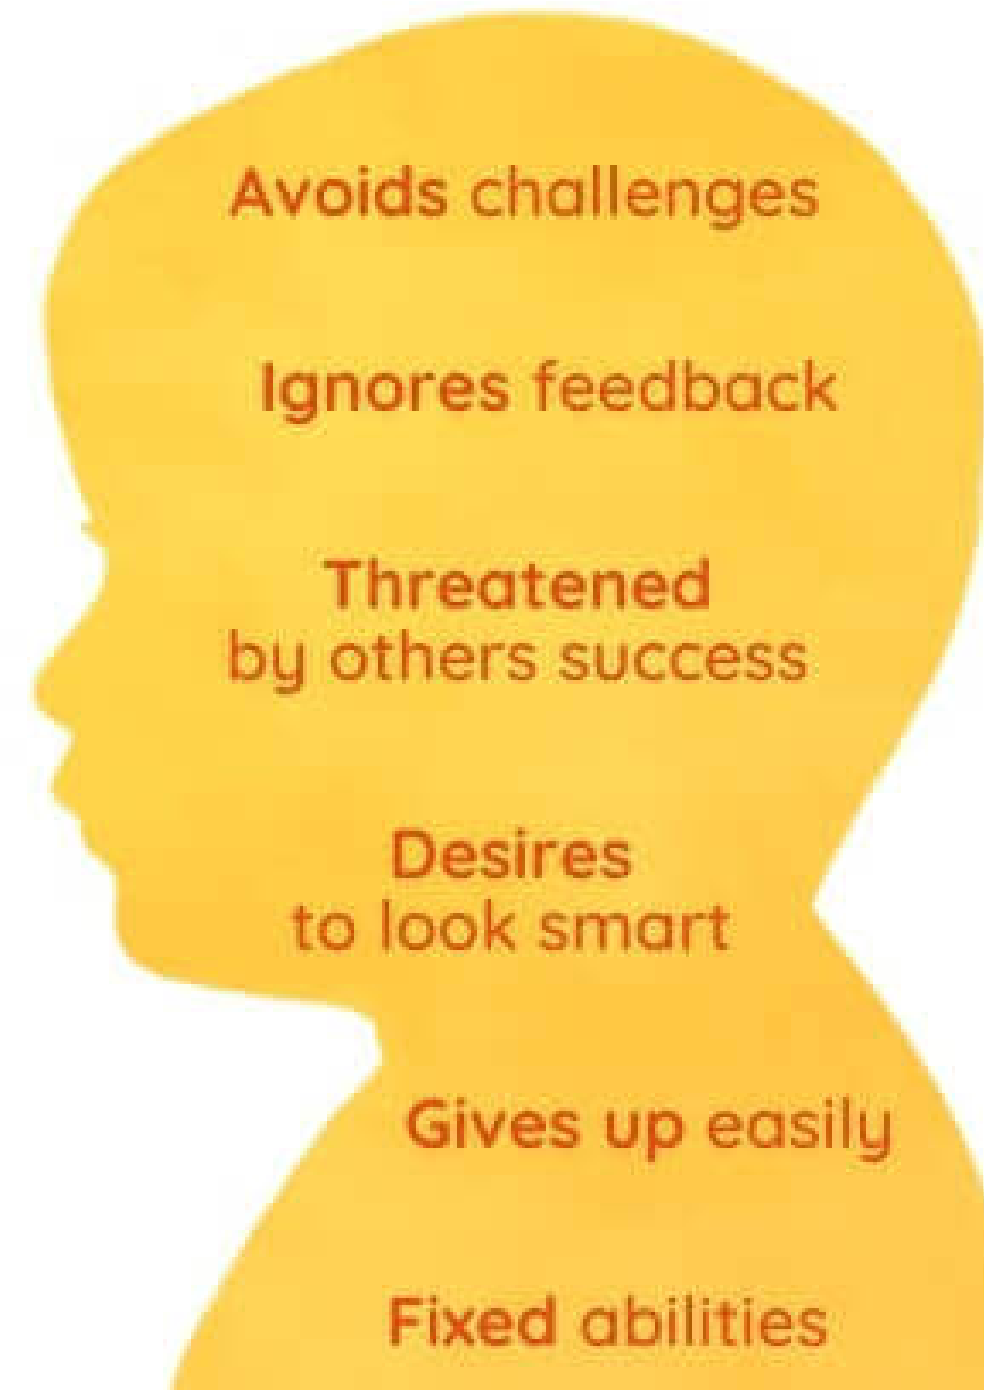 Avoids challenges
Ignores feedback
Threatened
by others success
Desires
to look smart
Gives up easily
Fixed abilities